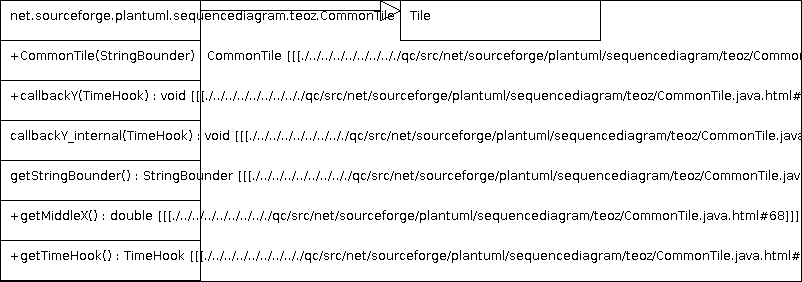 net.sourceforge.plantuml.sequencediagram.teoz.CommonTile
Tile
+CommonTile(StringBounder) : CommonTile [[[./../../../../../../../../qc/src/net/sourceforge/plantuml/sequencediagram/teoz/Common
+callbackY(TimeHook) : void [[[./../../../../../../../../qc/src/net/sourceforge/plantuml/sequencediagram/teoz/CommonTile.java.html#
callbackY_internal(TimeHook) : void [[[./../../../../../../../../qc/src/net/sourceforge/plantuml/sequencediagram/teoz/CommonTile.java
getStringBounder() : StringBounder [[[./../../../../../../../../qc/src/net/sourceforge/plantuml/sequencediagram/teoz/CommonTile.jav
+getMiddleX() : double [[[./../../../../../../../../qc/src/net/sourceforge/plantuml/sequencediagram/teoz/CommonTile.java.html#68]]]
+getTimeHook() : TimeHook [[[./../../../../../../../../qc/src/net/sourceforge/plantuml/sequencediagram/teoz/CommonTile.java.html#